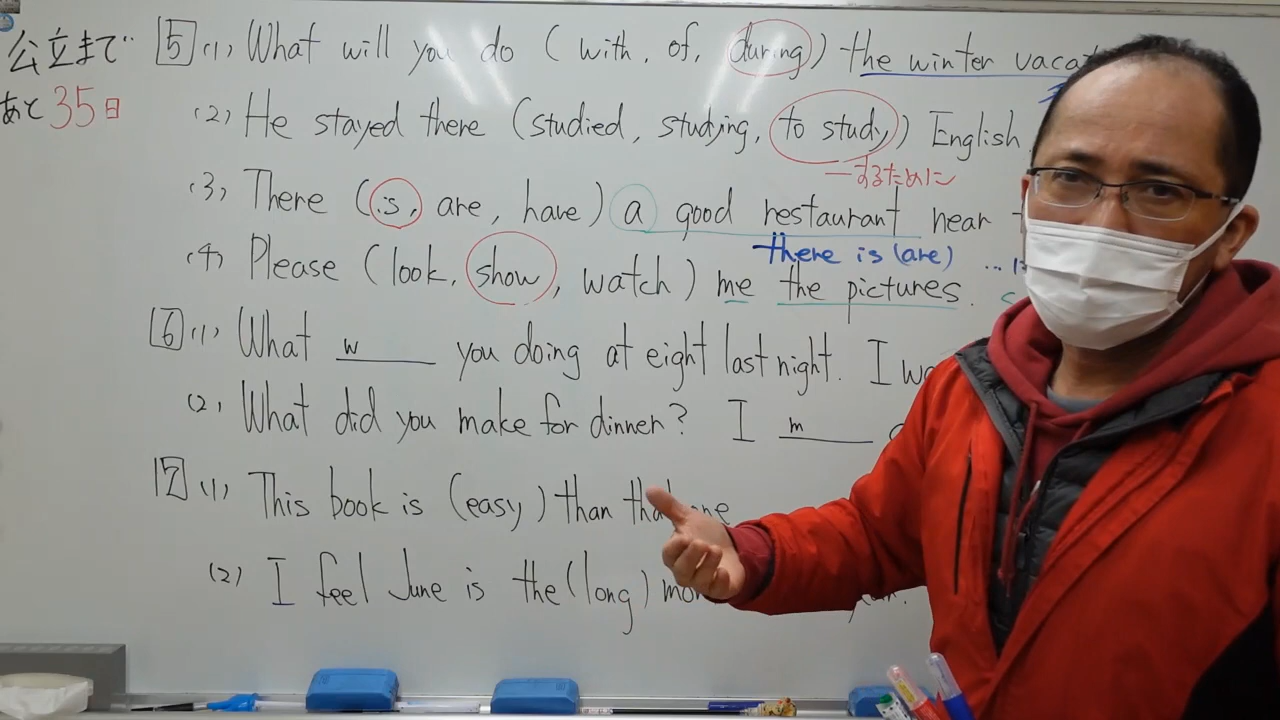 公立まで
あと35日
5 (1) What will you do (with, of, during) the winter
(2) He stayed there (studied, studying, to study) English.
ーするために
(3) There (is, are, have) a good restaurant near
there is (are) ...
(4) Please (look, show, watch) me the pictures.
6 (1) What w____ you doing at eight last night. I
(2) What did you make for dinner? I m____
7 (1) This book is (easy) than that one
(2) I feel June is the (long)